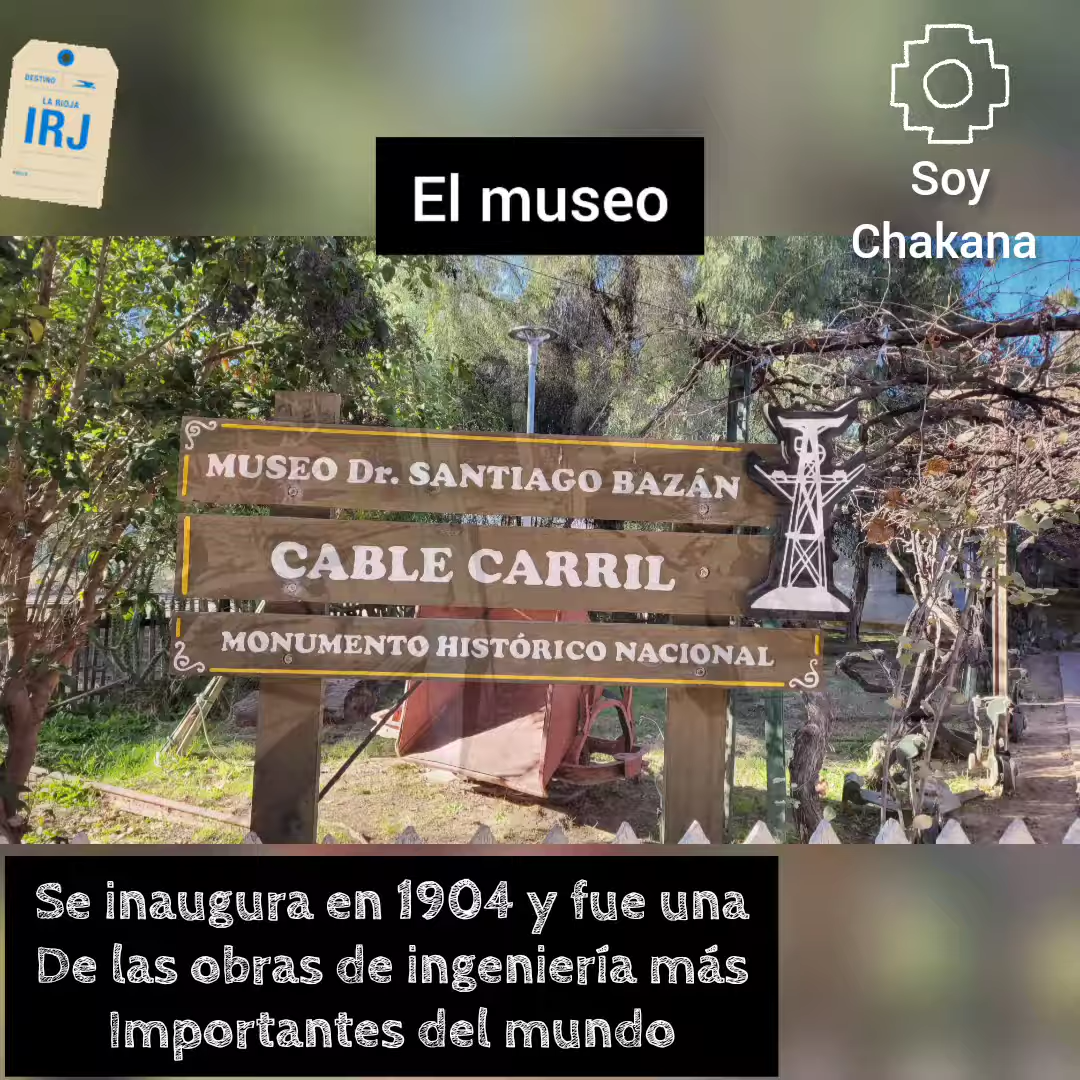 DESTINO
LA RIOJA
IRJ
Soy
Chakana
El museo
MUSEO Dr. SANTIAGO BAZÁN
CABLE CARRIL
MONUMENTO HISTÓRICO NACIONAL
Se inaugura en 1904 y fue una
De las obras de ingeniería más
Importantes del mundo